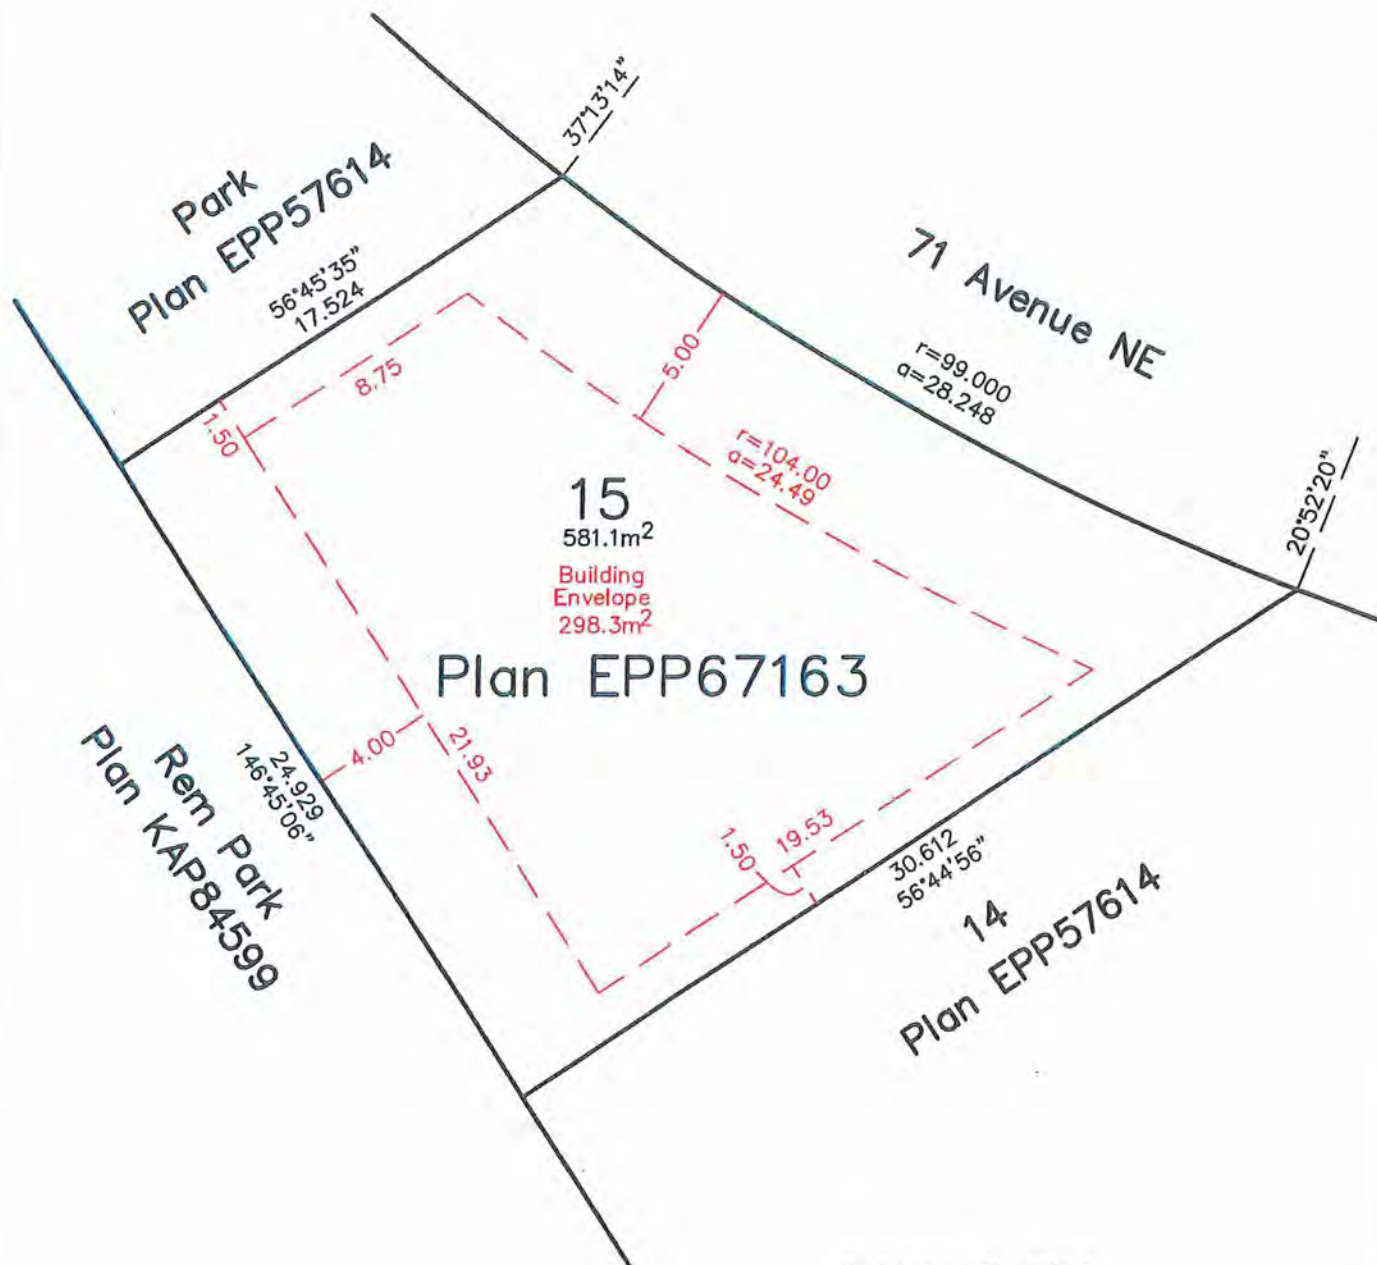 37°13'14"
Park
Plan EPP57614
56°45'35"
17.524
71 Avenue NE
r=99.000
a=28.248
5.00
8.75
1.50
r=104.00
a=24.49
20°52'20"
15
581.1m²
Building
Envelope
298.3m²
Plan EPP67163
4.00
21.93
24.929
146°45'06"
Rem Park
Plan KAP84599
1.50
19.53
30.612
56°44'56"
14
Plan EPP57614